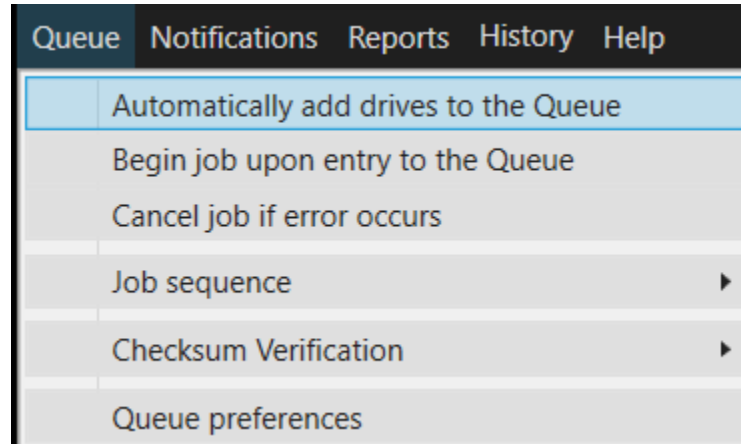 Queue Notifications Reports History Help
Automatically add drives to the Queue
Begin job upon entry to the Queue
Cancel job if error occurs
Job sequence
Checksum Verification
Queue preferences